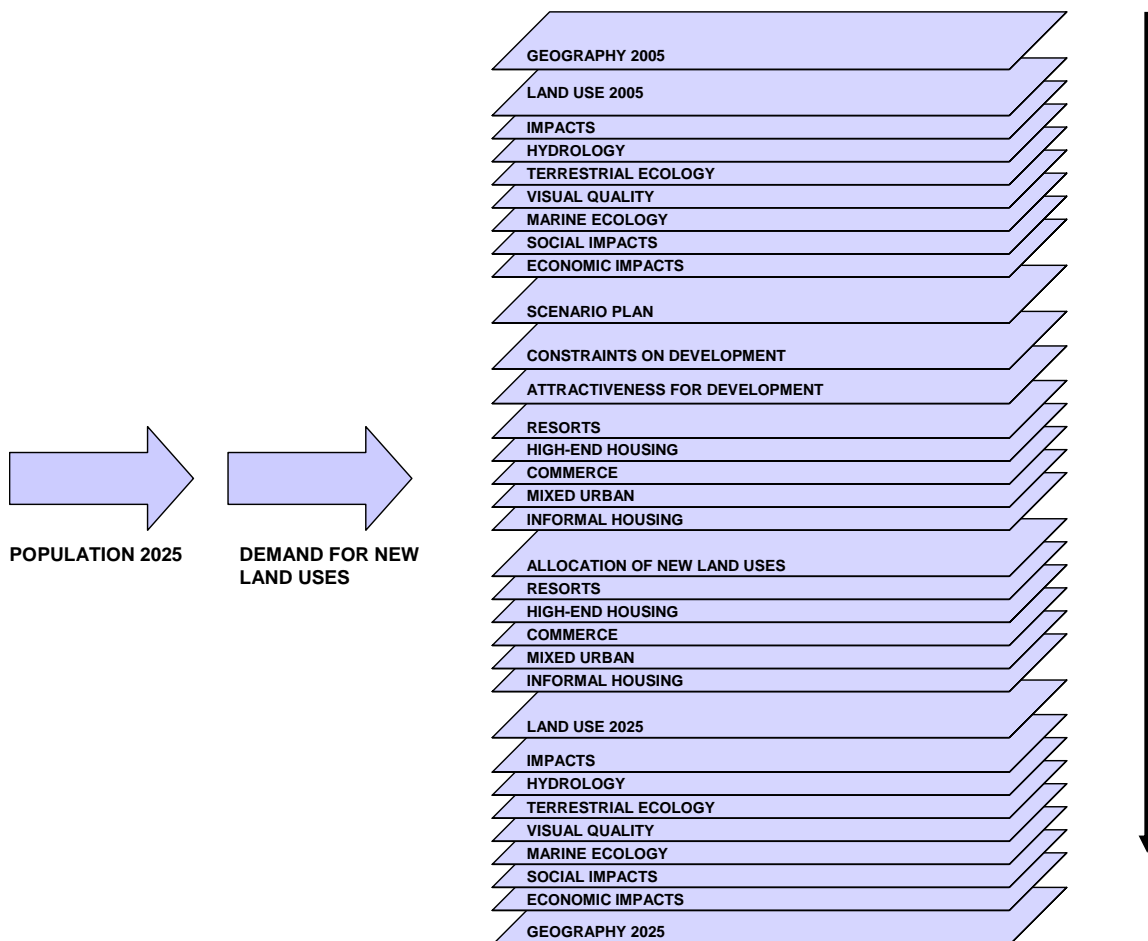 GEOGRAPHY 2005
LAND USE 2005
IMPACTS
HYDROLOGY
TERRESTRIAL ECOLOGY
VISUAL QUALITY
MARINE ECOLOGY
SOCIAL IMPACTS
ECONOMIC IMPACTS
SCENARIO PLAN
CONSTRAINTS ON DEVELOPMENT
ATTRACTIVENESS FOR DEVELOPMENT
RESORTS
HIGH-END HOUSING
COMMERCE
MIXED URBAN
INFORMAL HOUSING
POPULATION 2025
DEMAND FOR NEW
LAND USES
ALLOCATION OF NEW LAND USES
RESORTS
HIGH-END HOUSING
COMMERCE
MIXED URBAN
INFORMAL HOUSING
LAND USE 2025
IMPACTS
HYDROLOGY
TERRESTRIAL ECOLOGY
VISUAL QUALITY
MARINE ECOLOGY
SOCIAL IMPACTS
ECONOMIC IMPACTS
GEOGRAPHY 2025